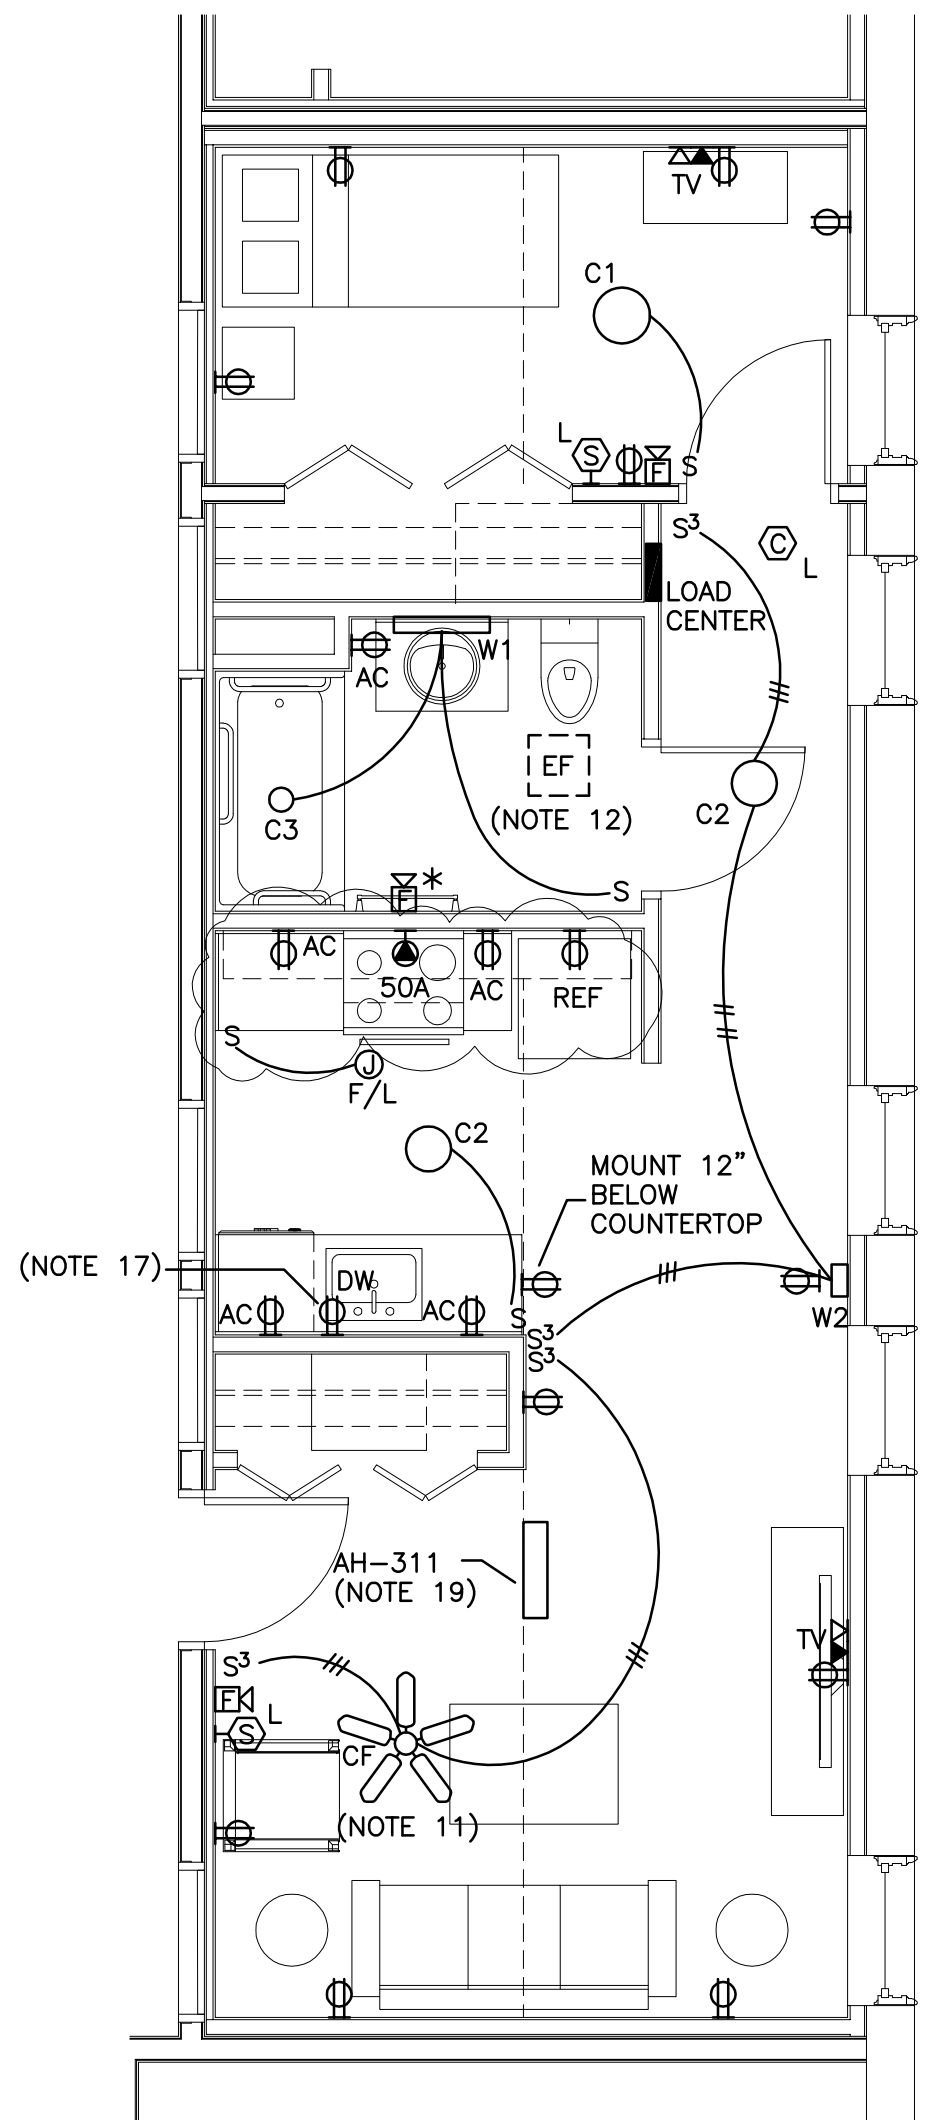 TV
C1
L
S
F
S
S³
C
L
LOAD
CENTER
W1
AC
EF
(NOTE 12)
C3
C2
S
F *
AC
50A
AC
REF
S
J
F/L
C2
MOUNT 12”
BELOW
COUNTERTOP
(NOTE 17)
DW
AC
AC
S
W2
S³
S³
AH-311
(NOTE 19)
TV
S³
F
L
S
CF
(NOTE 11)